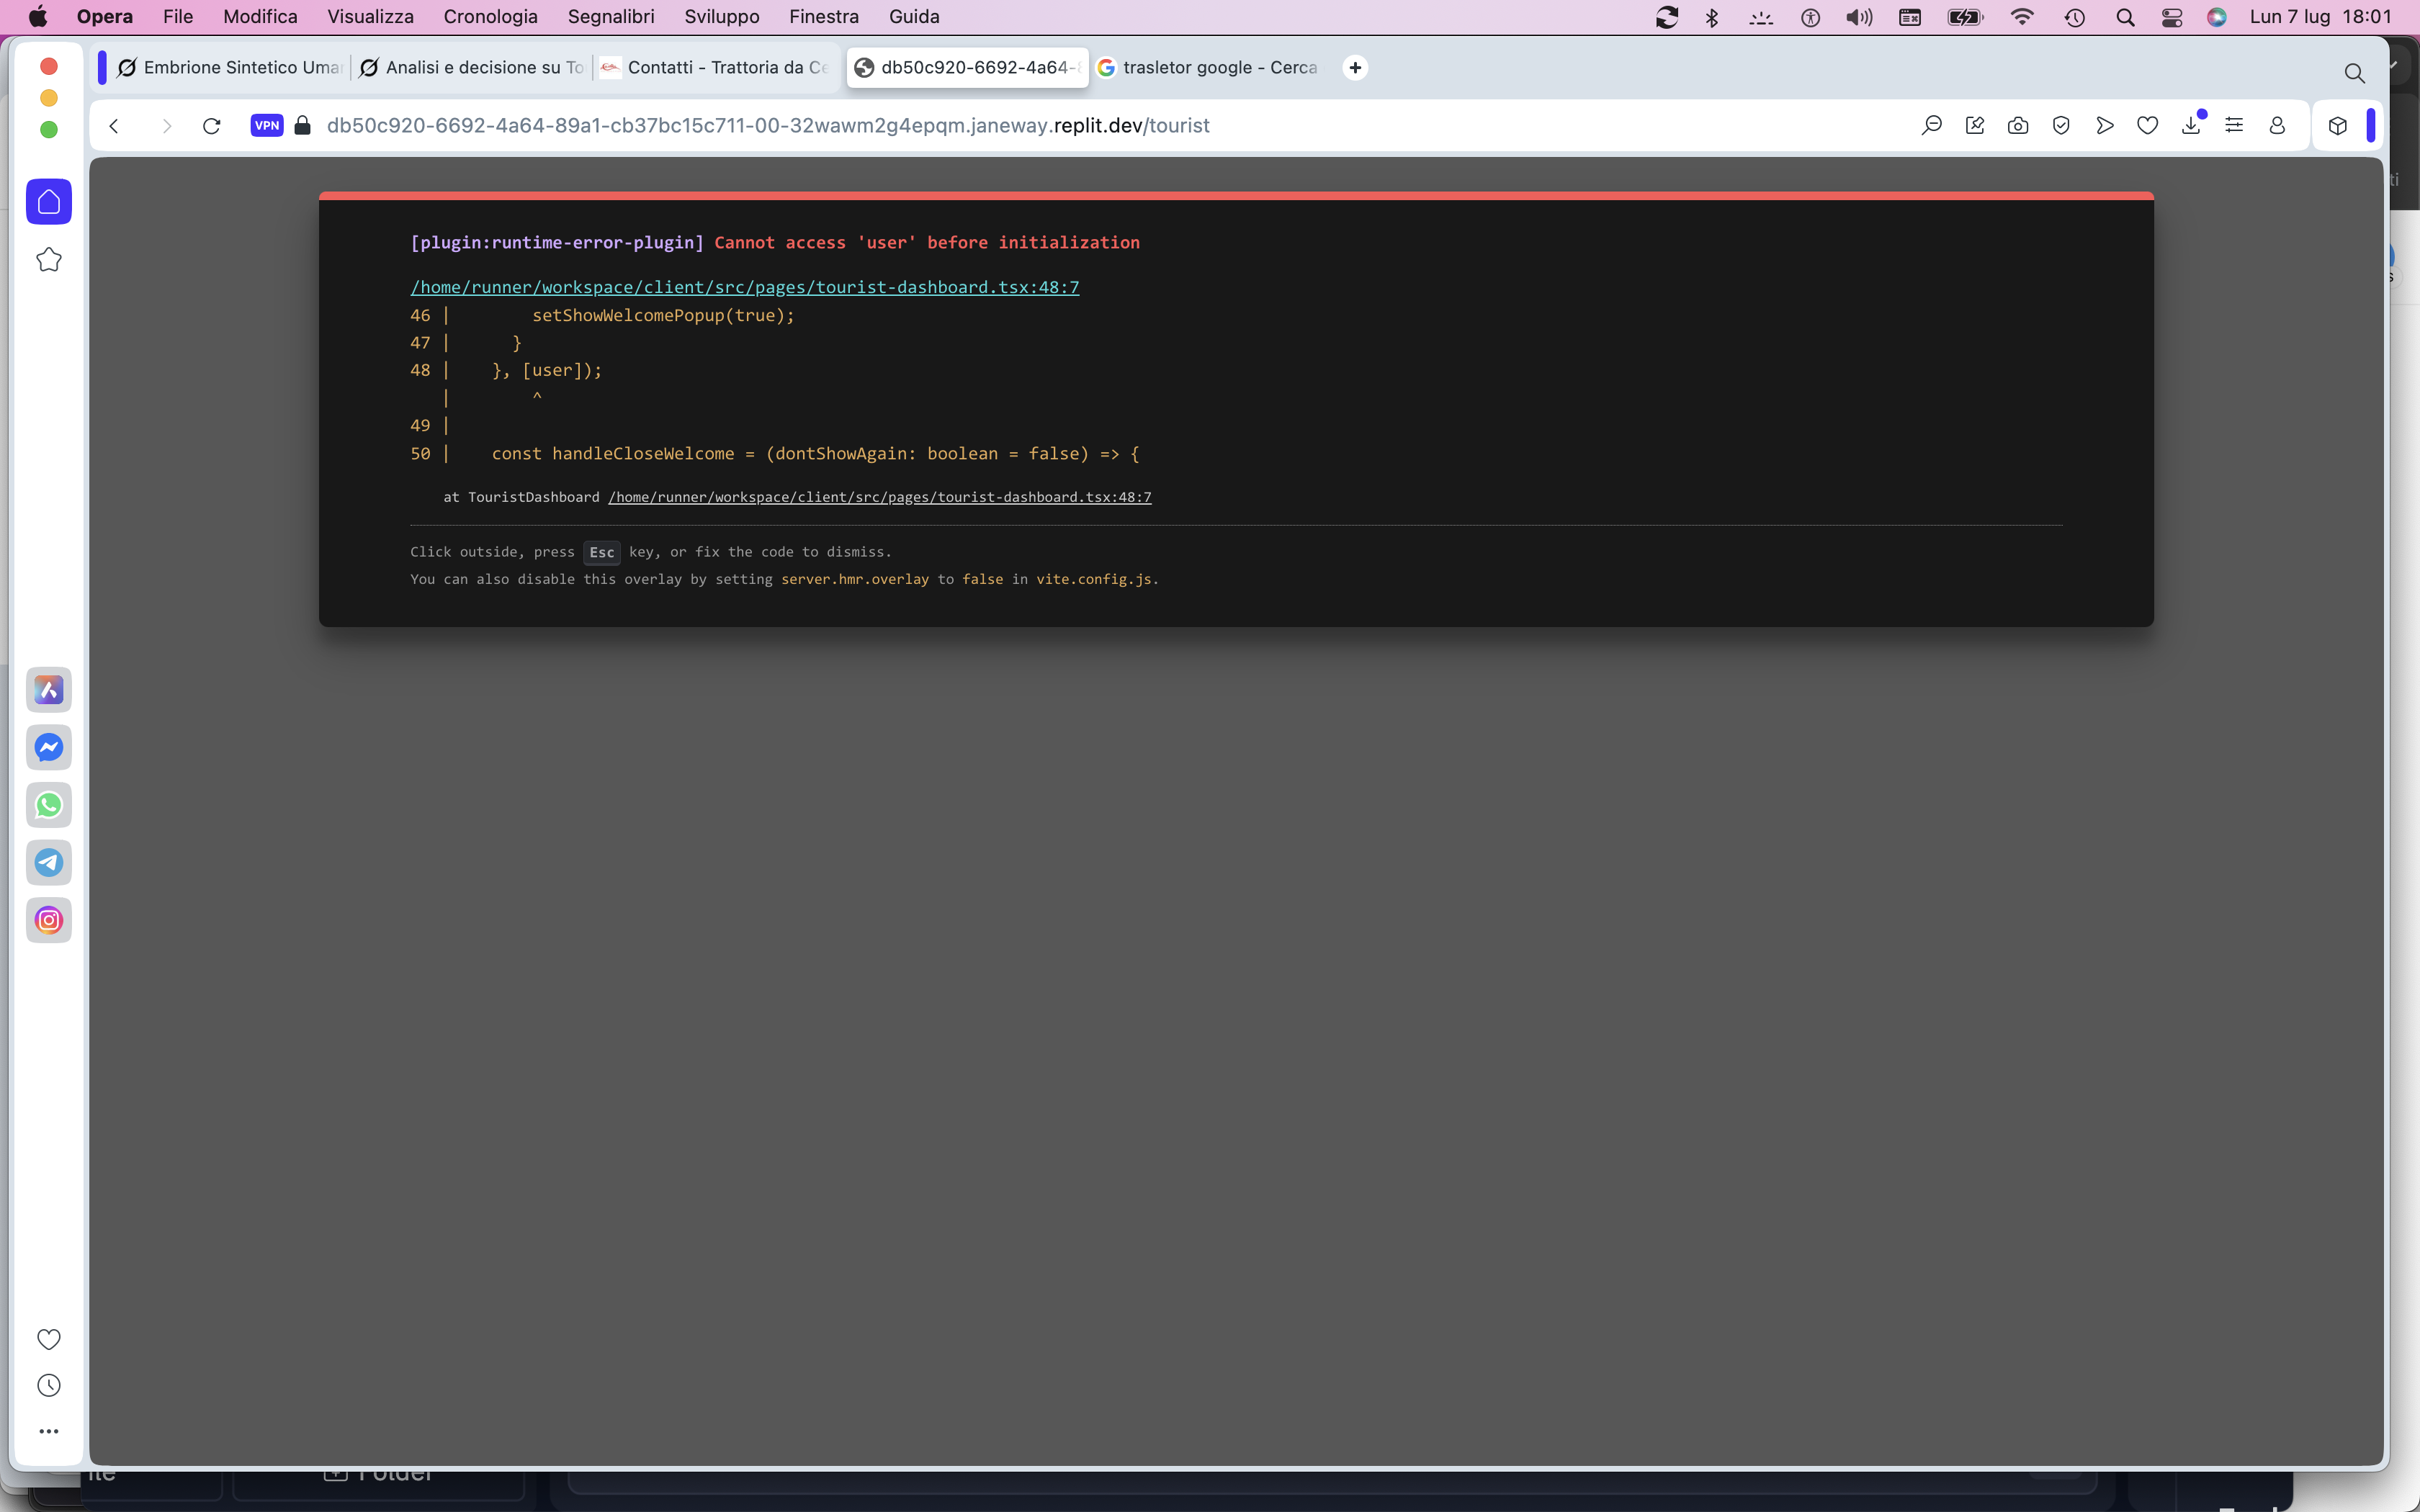 Opera File Modifica Visualizza Cronologia Segnalibri Sviluppo Finestra Guida Lun 7 lug 18:01
Embrione Sintetico Uma Analisi e decisione su To Contatti - Trattoria da Ce db50c920-6692-4a64- trasletor google - Cerca
VPN db50c920-6692-4a64-89a1-cb37bc15c711-00-32wawm2g4epqm.janeway.replit.dev/tourist
[plugin:runtime-error-plugin] Cannot access 'user' before initialization
/home/runner/workspace/client/src/pages/tourist-dashboard.tsx:48:7
46 | setShowWelcomePopup(true);
47 | }
48 | }, [user]);
| ^
49 |
50 | const handleCloseWelcome = (dontShowAgain: boolean = false) => {
at TouristDashboard /home/runner/workspace/client/src/pages/tourist-dashboard.tsx:48:7
Click outside, press Esc key, or fix the code to dismiss.
You can also disable this overlay by setting server.hmr.overlay to false in vite.config.js.
Folder